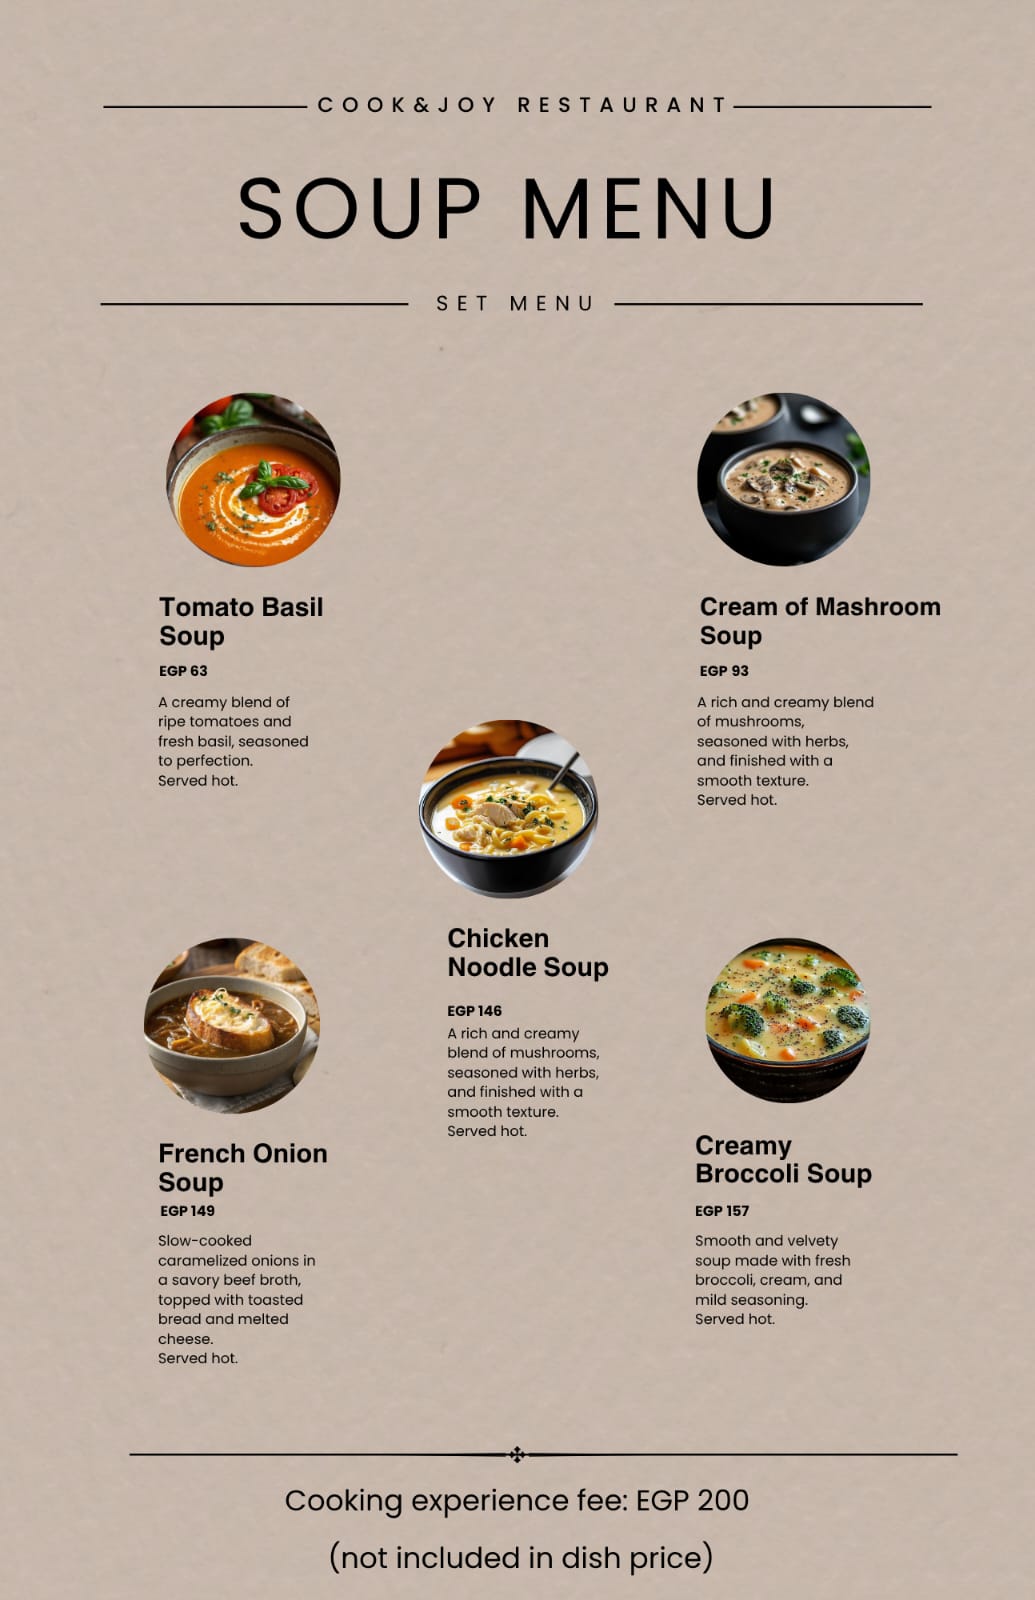 COOK&JOY RESTAURANT
SOUP MENU
SET MENU
Tomato Basil
Soup
EGP 63
A creamy blend of
ripe tomatoes and
fresh basil, seasoned
to perfection.
Served hot.
Cream of Mashroom
Soup
EGP 93
A rich and creamy blend
of mushrooms,
seasoned with herbs,
and finished with a
smooth texture.
Served hot.
Chicken
Noodle Soup
EGP 146
A rich and creamy
blend of mushrooms,
seasoned with herbs,
and finished with a
smooth texture.
Served hot.
French Onion
Soup
EGP 149
Slow-cooked
caramelized onions in
a savory beef broth,
topped with toasted
bread and melted
cheese.
Served hot.
Creamy
Broccoli Soup
EGP 157
Smooth and velvety
soup made with fresh
broccoli, cream, and
mild seasoning.
Served hot.
Cooking experience fee: EGP 200
(not included in dish price)